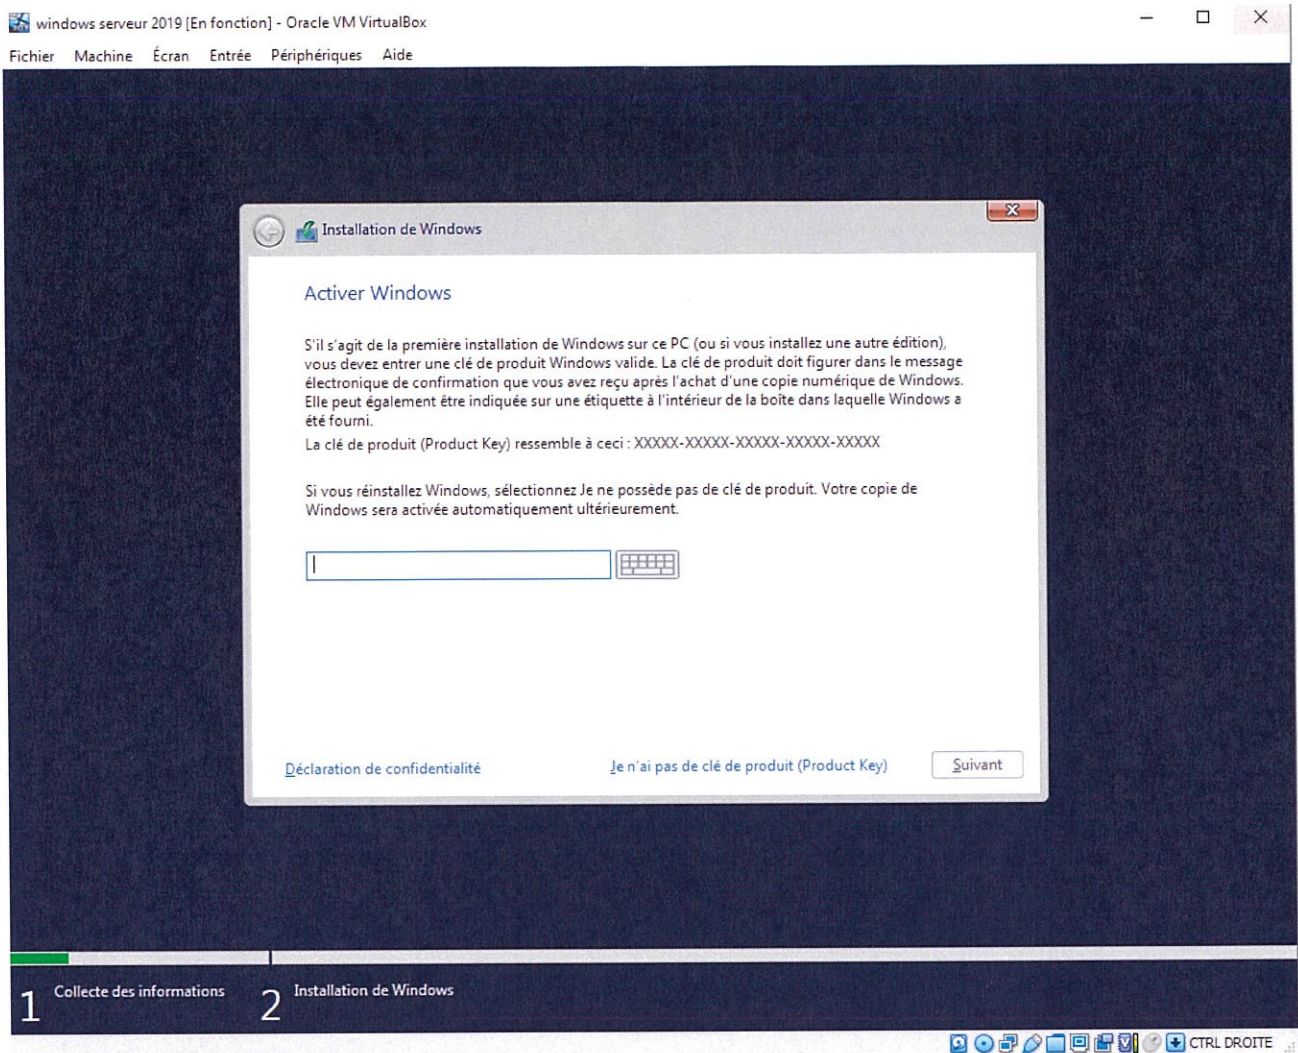 windows serveur 2019 [En fonction] - Oracle VM VirtualBox
Fichier Machine Écran Entrée Périphériques Aide
Installation de Windows
Activer Windows
S'il s'agit de la première installation de Windows sur ce PC (ou si vous installez une autre édition),
vous devez entrer une clé de produit Windows valide. La clé de produit doit figurer dans le message
électronique de confirmation que vous avez reçu après l'achat d'une copie numérique de Windows.
Elle peut également être indiquée sur une étiquette à l'intérieur de la boîte dans laquelle Windows a
été fourni.
La clé de produit (Product Key) ressemble à ceci : XXXXX-XXXXX-XXXXX-XXXXX-XXXXX
Si vous réinstallez Windows, sélectionnez Je ne possède pas de clé de produit. Votre copie de
Windows sera activée automatiquement ultérieurement.
Déclaration de confidentialité Je n'ai pas de clé de produit (Product Key) Suivant
1 Collecte des informations 2 Installation de Windows
CTRL DROITE